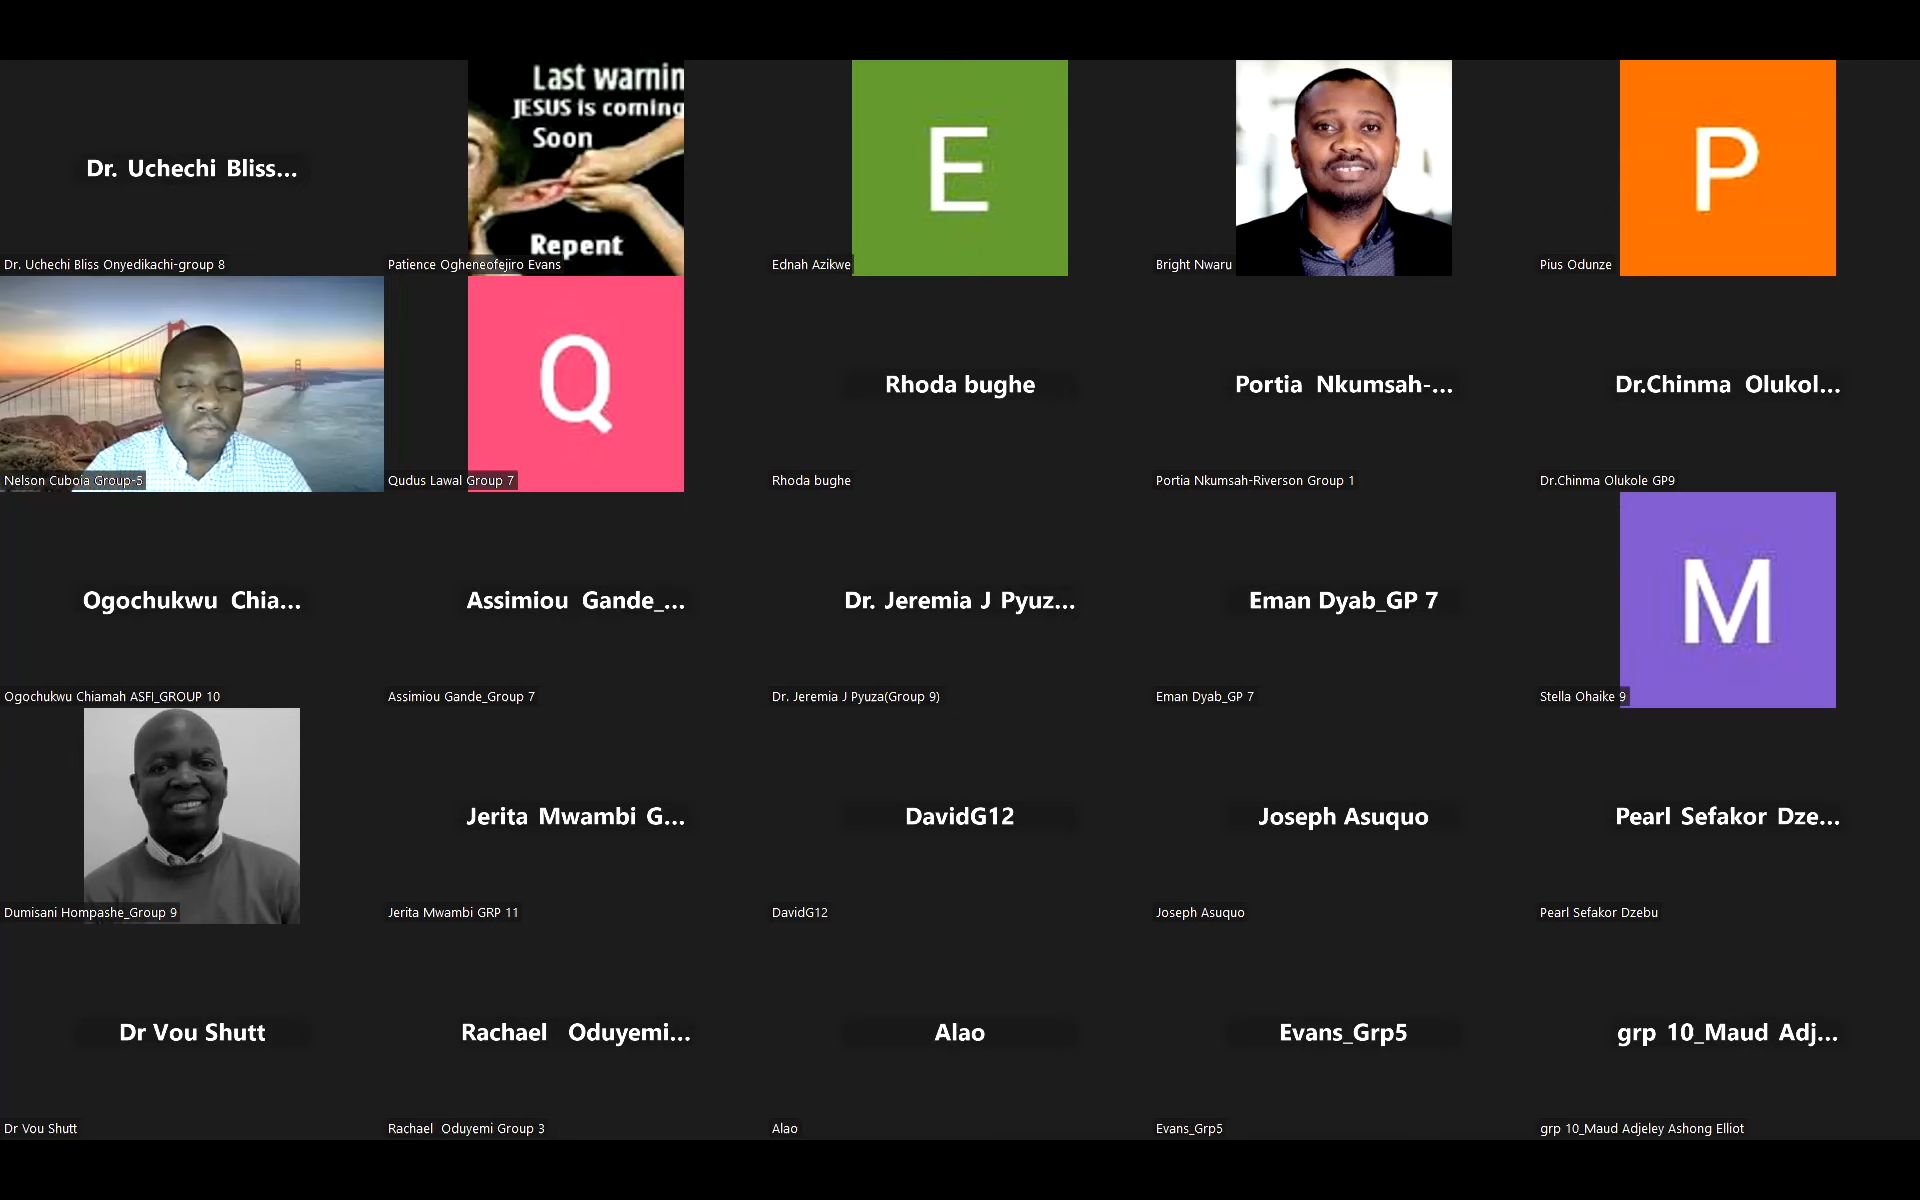 Dr. Uchechi Bliss...
Dr. Uchechi Bliss Onyedikachi-group 8
Last warnin
JESUS is coming
Soon
Repent
Patience Ogheneofejiro Evans
E
Ednah Azikwe
Bright Nwaru
P
Pius Odunze
Nelson Cuboia Group-5
Q
Qudus Lawal Group 7
Rhoda bughe
Rhoda bughe
Portia Nkumsah-...
Portia Nkumsah-Riverson Group 1
Dr.Chinma Olukol...
Dr.Chinma Olukole GP9
Ogochukwu Chia...
Ogochukwu Chiamah ASFI_GROUP 10
Assimiou Gande_...
Assimiou Gande_Group 7
Dr. Jeremia J Pyuz...
Dr. Jeremia J Pyuza(Group 9)
Eman Dyab_GP 7
Eman Dyab_GP 7
M
Stella Ohaike 9
Dumisani Hompashe_Group 9
Jerita Mwambi G...
Jerita Mwambi GRP 11
DavidG12
DavidG12
Joseph Asuquo
Joseph Asuquo
Pearl Sefakor Dze...
Pearl Sefakor Dzebu
Dr Vou Shutt
Dr Vou Shutt
Rachael Oduyemi...
Rachael Oduyemi Group 3
Alao
Alao
Evans_Grp5
Evans_Grp5
grp 10_Maud Adj...
grp 10_Maud Adjeley Ashong Elliot